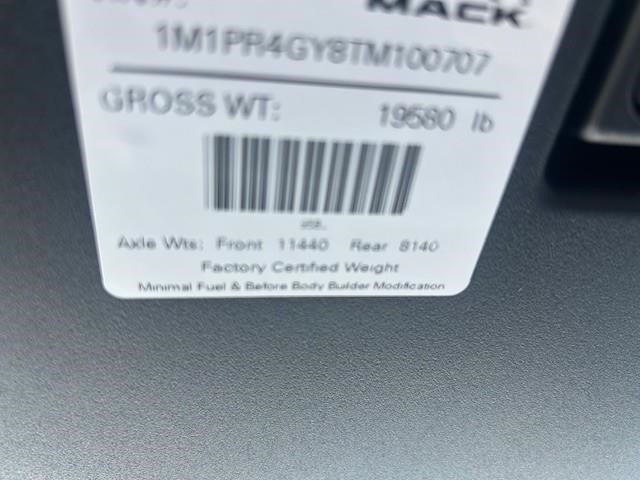 MACK
1M1PR4GY8TM100707
GROSS WT: 19580 lb
Axle Wts: Front 11440 Rear 8140
Factory Certified Weight
Minimal Fuel & Before Body Builder Modification